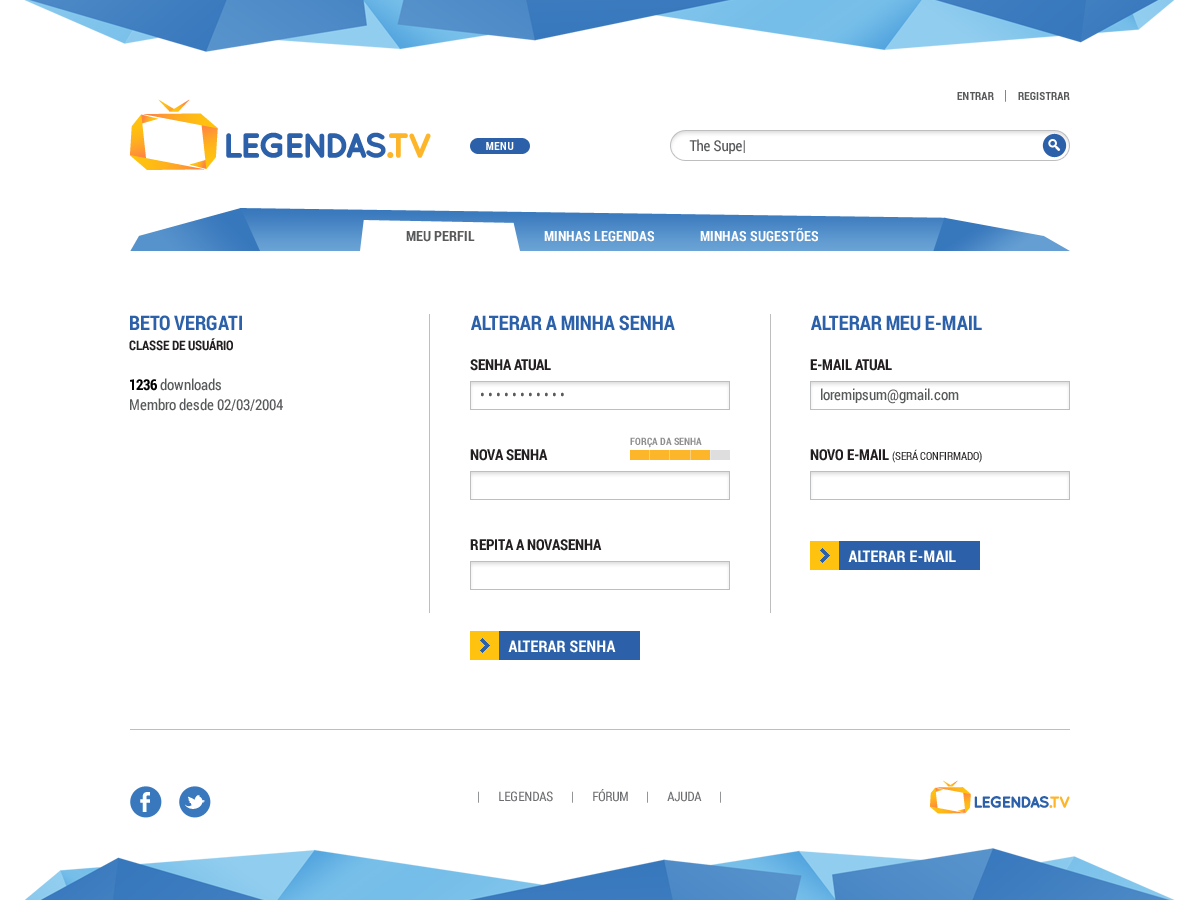 ENTRAR | REGISTRAR
LEGENDAS.TV
MENU
The Supe|
MEU PERFIL
MINHAS LEGENDAS
MINHAS SUGESTÕES
BETO VERGATI
CLASSE DE USUÁRIO
1236 downloads
Membro desde 02/03/2004
ALTERAR A MINHA SENHA
SENHA ATUAL
• • • • • • • • • • •
NOVA SENHA
FORÇA DA SENHA
REPITA A NOVASENHA
ALTERAR SENHA
ALTERAR MEU E-MAIL
E-MAIL ATUAL
loremipsum@gmail.com
NOVO E-MAIL (SERÁ CONFIRMADO)
ALTERAR E-MAIL
| LEGENDAS | FÓRUM | AJUDA |
LEGENDAS.TV